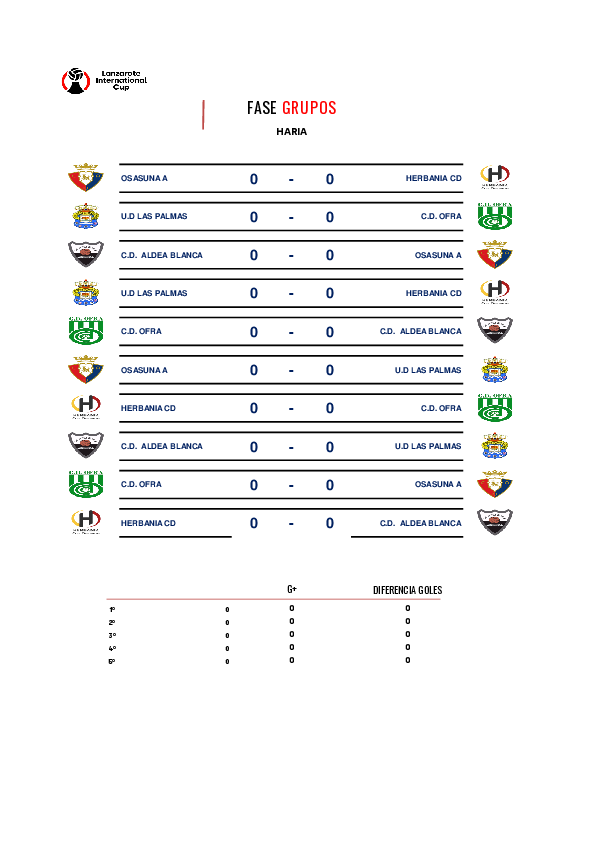 Lanzarote
International
Cup
FASE GRUPOS
HARIA
OSASUNA A 0 - 0 HERBANIA CD
U.D LAS PALMAS 0 - 0 C.D. OFRA
C.D. ALDEA BLANCA 0 - 0 OSASUNA A
U.D LAS PALMAS 0 - 0 HERBANIA CD
C.D. OFRA 0 - 0 C.D. ALDEA BLANCA
OSASUNA A 0 - 0 U.D LAS PALMAS
HERBANIA CD 0 - 0 C.D. OFRA
C.D. ALDEA BLANCA 0 - 0 U.D LAS PALMAS
C.D. OFRA 0 - 0 OSASUNA A
HERBANIA CD 0 - 0 C.D. ALDEA BLANCA
G+ DIFERENCIA GOLES
1º 0 0 0
2º 0 0 0
3º 0 0 0
4º 0 0 0
5º 0 0 0